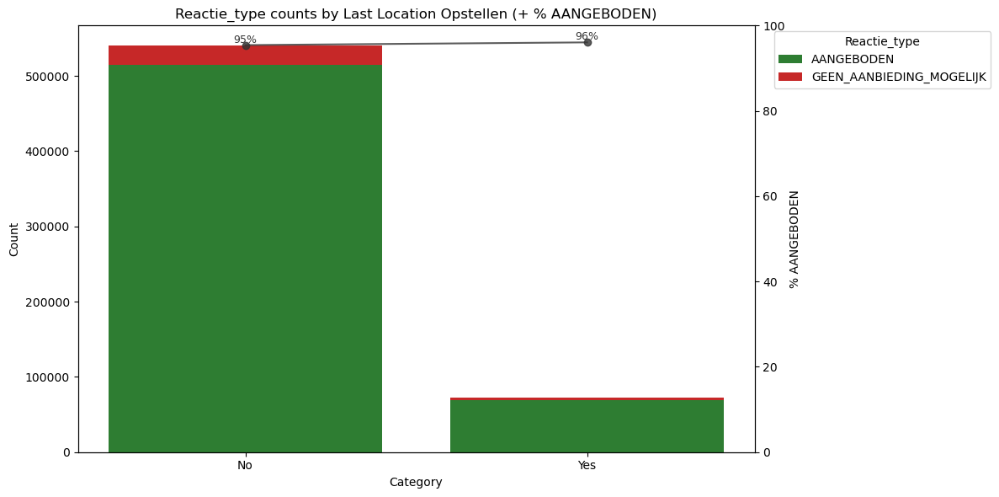 Reactie_type counts by Last Location Opstellen (+ % AANGEBODEN)
Count
500000
400000
300000
200000
100000
0
95%
96%
100
80
60
40
20
0
% AANGEBODEN
Reactie_type
AANGEBODEN
GEEN_AANBIEDING_MOGELIJK
No
Yes
Category